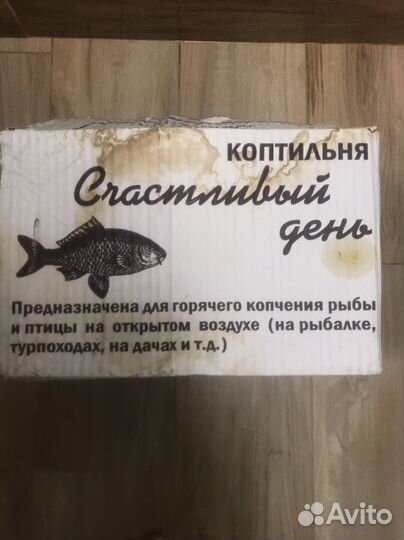 КОПТИЛЬНЯ
Счастливый
день
Предназначена для горячего копчения рыбы
и птицы на открытом воздухе (на рыбалке,
турпоходах, на дачах и т.д.)
Avito